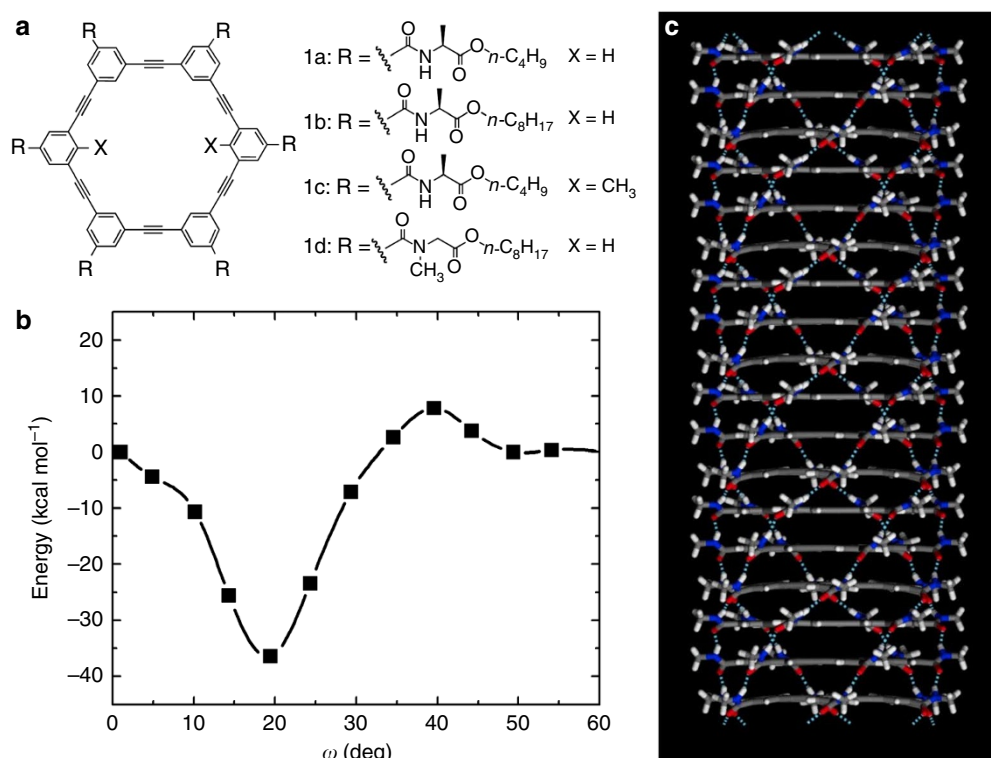 a
R
R
R
X
X
R
R
R
1a: R = O N H O O n-C4H9 X = H
1b: R = O N H O O n-C8H17 X = H
1c: R = O N H O O n-C4H9 X = CH3
1d: R = O N CH3 O O n-C8H17 X = H
b
Energy (kcal mol−1)
20
10
0
−10
−20
−30
−40
0 10 20 30 40 50 60
ω (deg)
c